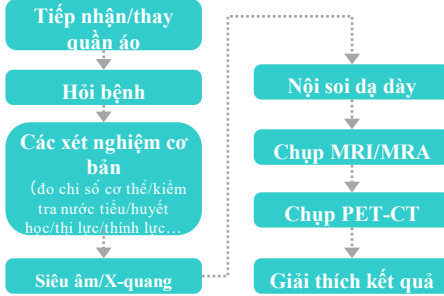 Tiếp nhận/thay
quần áo
Hỏi bệnh
Các xét nghiệm cơ
bản
(đo chỉ số cơ thể/kiểm
tra nước tiểu/huyết
học/thị lực/thính lực…
Siêu âm/X-quang
Nội soi dạ dày
Chụp MRI/MRA
Chụp PET-CT
Giải thích kết quả